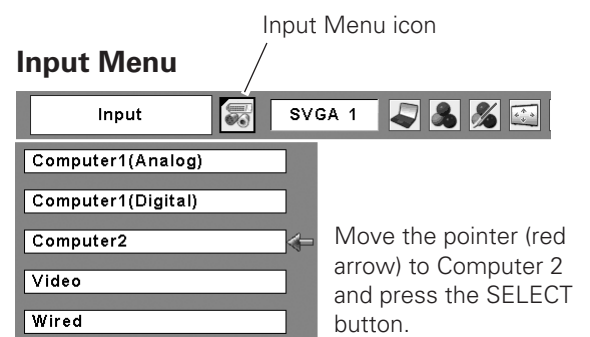 Input Menu icon
Input Menu
Input
SVGA 1
Computer1(Analog)
Computer1(Digital)
Computer2
Video
Wired
Move the pointer (red
arrow) to Computer 2
and press the SELECT
button.